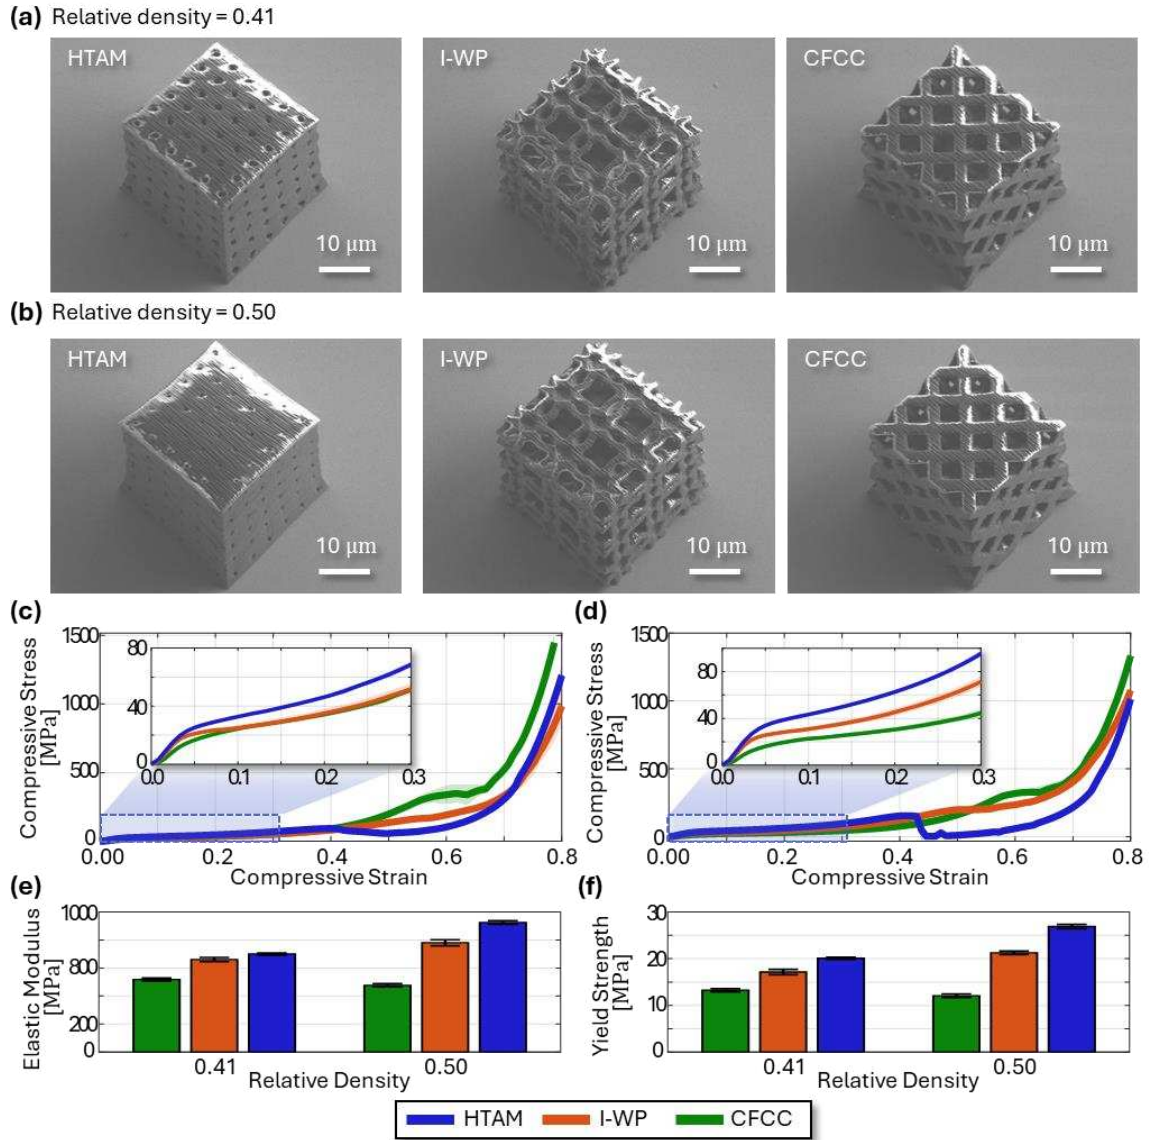 (a) Relative density = 0.41
HTAM
I-WP
CFCC
10 μm
10 μm
10 μm
(b) Relative density = 0.50
HTAM
I-WP
CFCC
10 μm
10 μm
10 μm
(c)
Compressive Stress
[MPa]
1500
1000
500
0
0.0
0.2
0.4
0.6
0.8
Compressive Strain
80
40
0
0.0
0.1
0.2
0.3
(d)
Compressive Stress
[MPa]
1500
1000
500
0
0.0
0.2
0.4
0.6
0.8
Compressive Strain
80
40
0
0.0
0.1
0.2
0.3
(e)
Elastic Modulus
[MPa]
1000
800
200
0
0.41
0.50
Relative Density
(f)
Yield Strength
[MPa]
30
20
10
0
0.41
0.50
Relative Density
HTAM
I-WP
CFCC